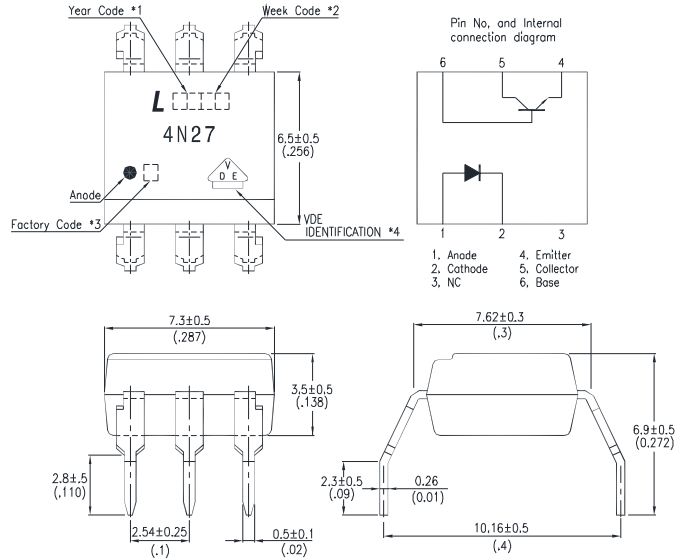 Year Code *1
Week Code *2
L
4N27
V
D E
Anode
Factory Code *3
VDE
IDENTIFICATION *4
6.5±0.5
(.256)
Pin No, and Internal
connection diagram
6 5 4
1 2 3
1, Anode 4, Emitter
2, Cathode 5, Collector
3, NC 6, Base
7.3±0.5
(.287)
3.5±0.5
(.138)
2.8±.5
(.110)
2.54±0.25
(.1)
0.5±0.1
(.02)
7.62±0.3
(.3)
6.9±0.5
(0.272)
2.3±0.5
(.09)
0.26
(0.01)
10.16±0.5
(.4)